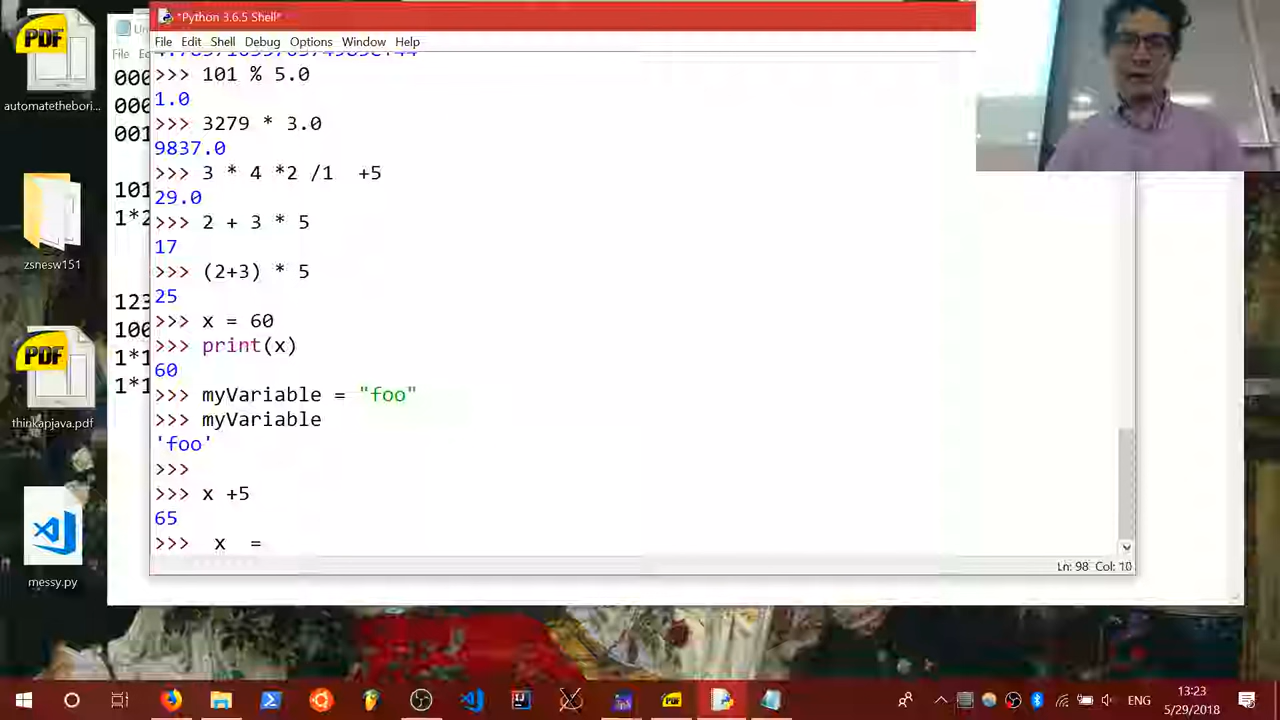 *Python 3.6.5 Shell*
File Edit Shell Debug Options Window Help
>>> 101 % 5.0
1.0
>>> 3279 * 3.0
9837.0
>>> 3 * 4 *2 /1  +5
29.0
>>> 2 + 3 * 5
17
>>> (2+3) * 5
25
>>> x = 60
>>> print(x)
60
>>> myVariable = "foo"
>>> myVariable
'foo'
>>>
>>> x +5
65
>>>  x  =
Ln: 98 Col: 10
File
000
000
001
101
1*2
123
100
1*1
1*1
PDF
automatethebori...
zsnesw151
PDF
thinkapjava.pdf
messy.py
ENG
13:23
5/29/2018